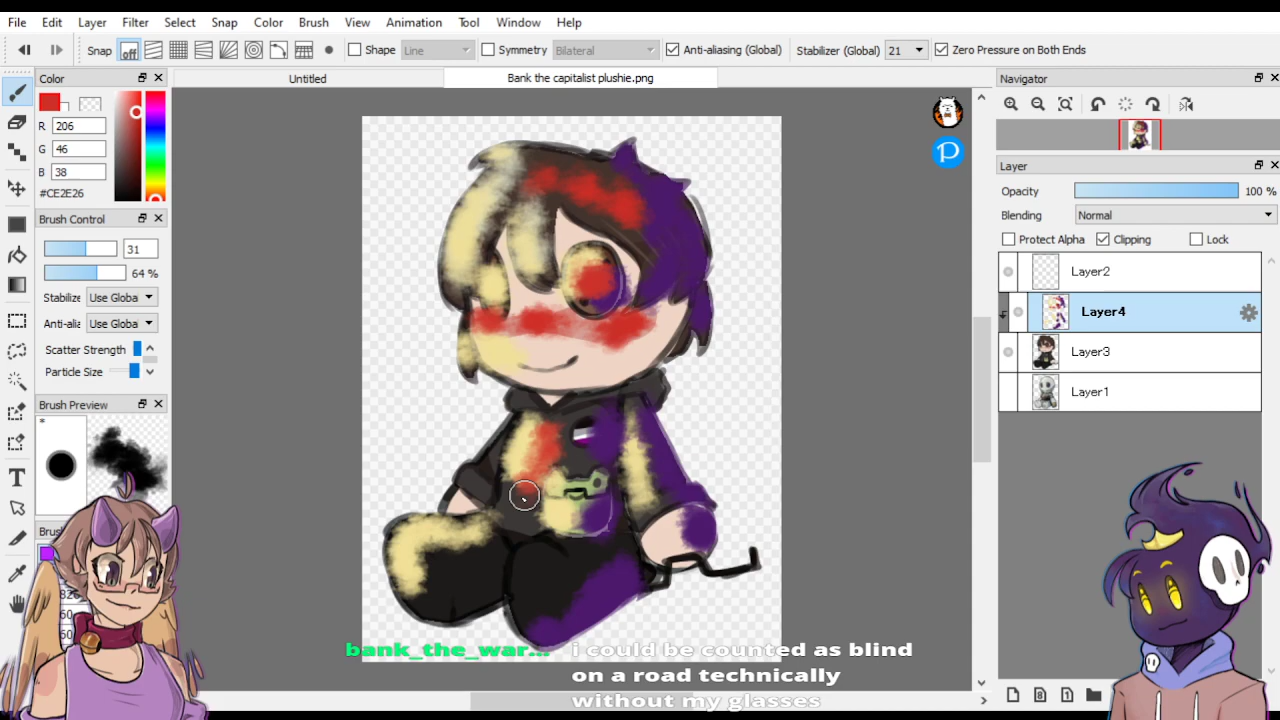 File Edit Layer Filter Select Snap Color Brush View Animation Tool Window Help
Snap off Shape Line Symmetry Bilateral Anti-aliasing (Global) Stabilizer (Global) 21 Zero Pressure on Both Ends
Color Untitled Bank the capitalist plushie.png Navigator
R 206
G 46
B 38
#CE2E26
Layer
Opacity 100 %
Blending Normal
Protect Alpha Clipping Lock
Brush Control
31
64 %
Stabilize Use Globa
Anti-alia Use Globa
Scatter Strength
Particle Size
Brush Preview
*
Layer2
Layer4
Layer3
Layer1
T
P
bank_the_war... i could be counted as blind
on a road technically
without my glasses